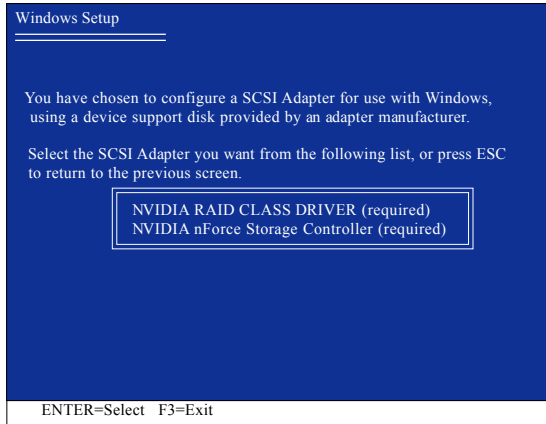 Windows Setup
You have chosen to configure a SCSI Adapter for use with Windows,
using a device support disk provided by an adapter manufacturer.
Select the SCSI Adapter you want from the following list, or press ESC
to return to the previous screen.
NVIDIA RAID CLASS DRIVER (required)
NVIDIA nForce Storage Controller (required)
ENTER=Select F3=Exit